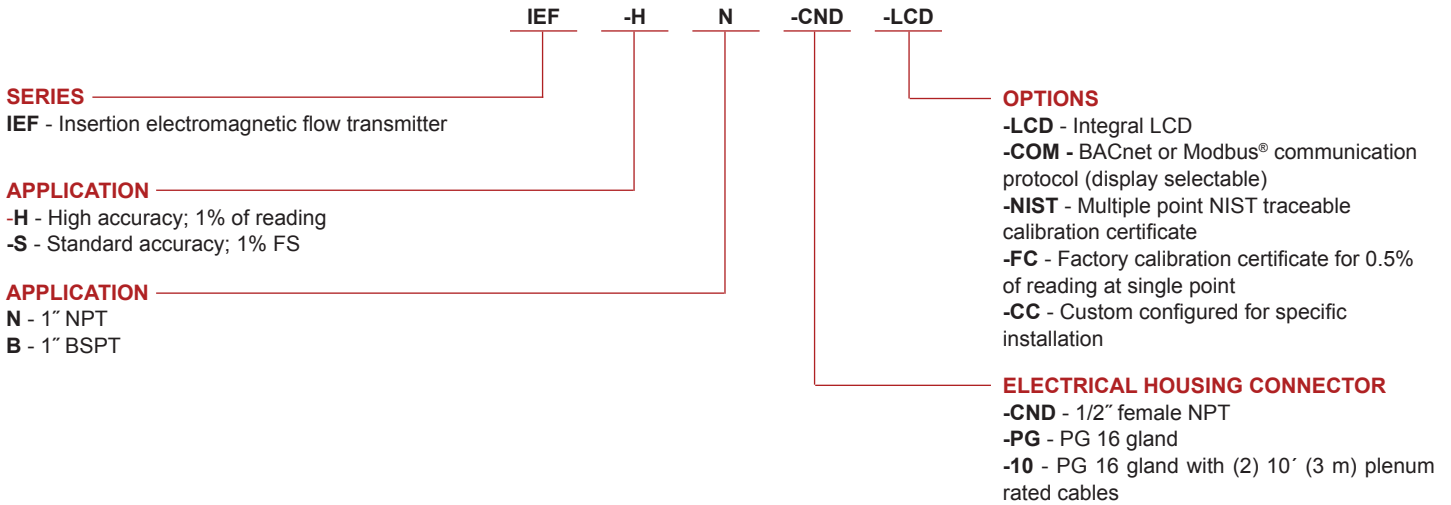 IEF -H N -CND -LCD
SERIES
IEF - Insertion electromagnetic flow transmitter
APPLICATION
-H - High accuracy; 1% of reading
-S - Standard accuracy; 1% FS
APPLICATION
N - 1˝ NPT
B - 1˝ BSPT
OPTIONS
-LCD - Integral LCD
-COM - BACnet or Modbus® communication
protocol (display selectable)
-NIST - Multiple point NIST traceable
calibration certificate
-FC - Factory calibration certificate for 0.5%
of reading at single point
-CC - Custom configured for specific
installation
ELECTRICAL HOUSING CONNECTOR
-CND - 1/2˝ female NPT
-PG - PG 16 gland
-10 - PG 16 gland with (2) 10´ (3 m) plenum
rated cables